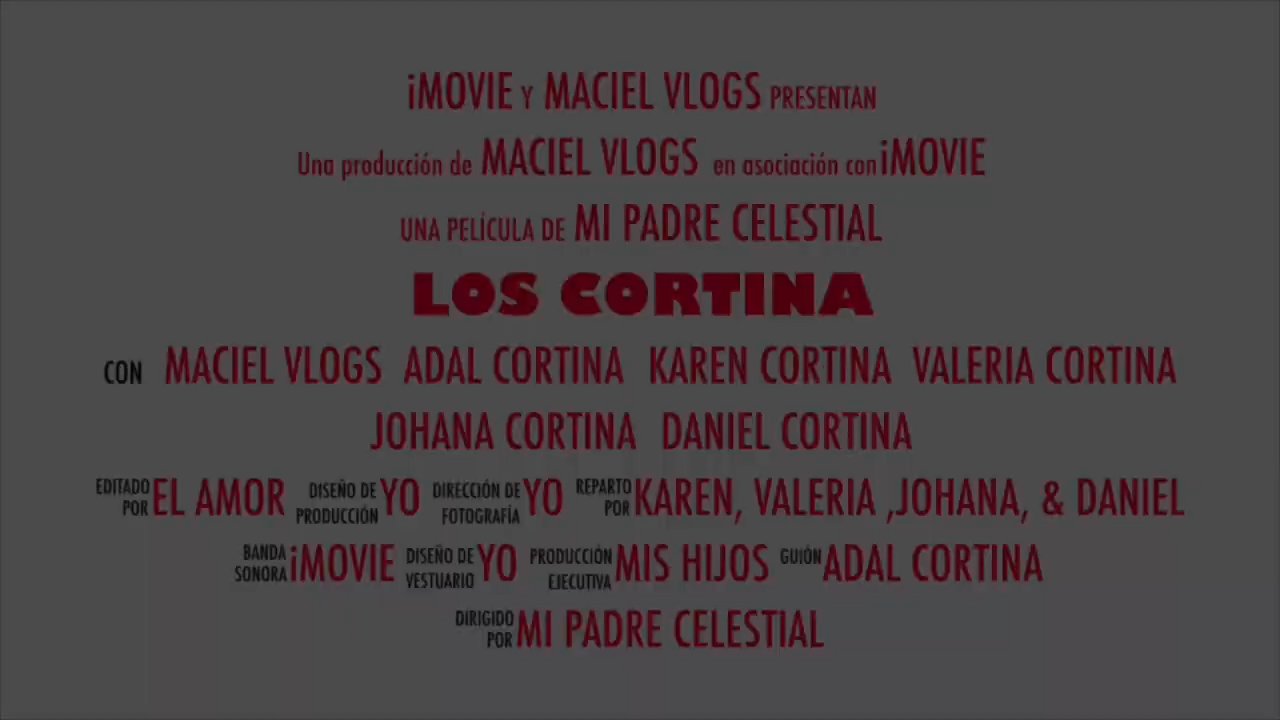 iMOVIE Y MACIEL VLOGS PRESENTAN
Una producción de MACIEL VLOGS en asociación con iMOVIE
UNA PELÍCULA DE MI PADRE CELESTIAL
LOS CORTINA
CON MACIEL VLOGS ADAL CORTINA KAREN CORTINA VALERIA CORTINA
JOHANA CORTINA DANIEL CORTINA
EDITADO POR EL AMOR DISEÑO DE PRODUCCIÓN YO DIRECCIÓN DE FOTOGRAFÍA YO REPARTO POR KAREN, VALERIA ,JOHANA, & DANIEL
BANDA SONORA iMOVIE DISEÑO DE VESTUARIO YO PRODUCCIÓN EJECUTIVA MIS HIJOS GUIÓN ADAL CORTINA
DIRIGIDO POR MI PADRE CELESTIAL